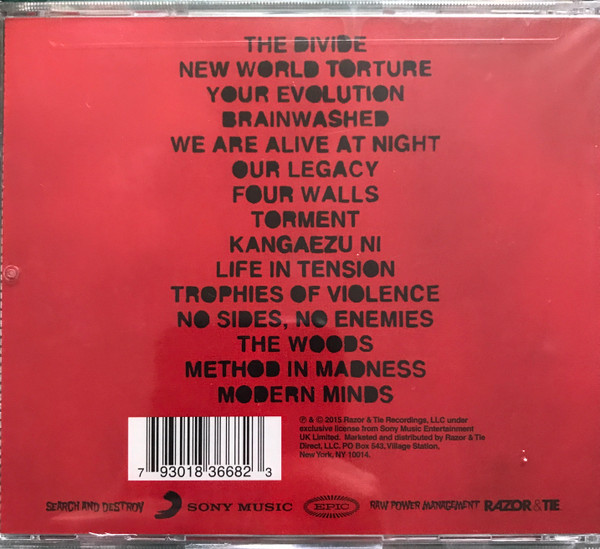 THE DIVIDE
NEW WORLD TORTURE
YOUR EVOLUTION
BRAINWASHED
WE ARE ALIVE AT NIGHT
OUR LEGACY
FOUR WALLS
TORMENT
KANGAEZU NI
LIFE IN TENSION
TROPHIES OF VIOLENCE
NO SIDES, NO ENEMIES
THE WOODS
METHOD IN MADNESS
MODERN MINDS
℗ & © 2015 Razor & Tie Recordings, LLC under
exclusive license from Sony Music Entertainment
UK Limited. Marketed and distributed by Razor & Tie
Direct, LLC, PO Box 543, Village Station,
New York, NY 10014.
7 93018 36682 3
SEARCH AND DESTROY SONY MUSIC EPIC RAW POWER MANAGEMENT RAZOR & TIE